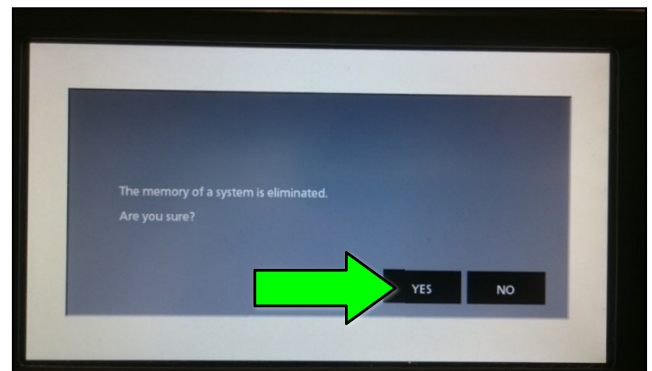 The memory of a system is eliminated.
Are you sure?
YES NO